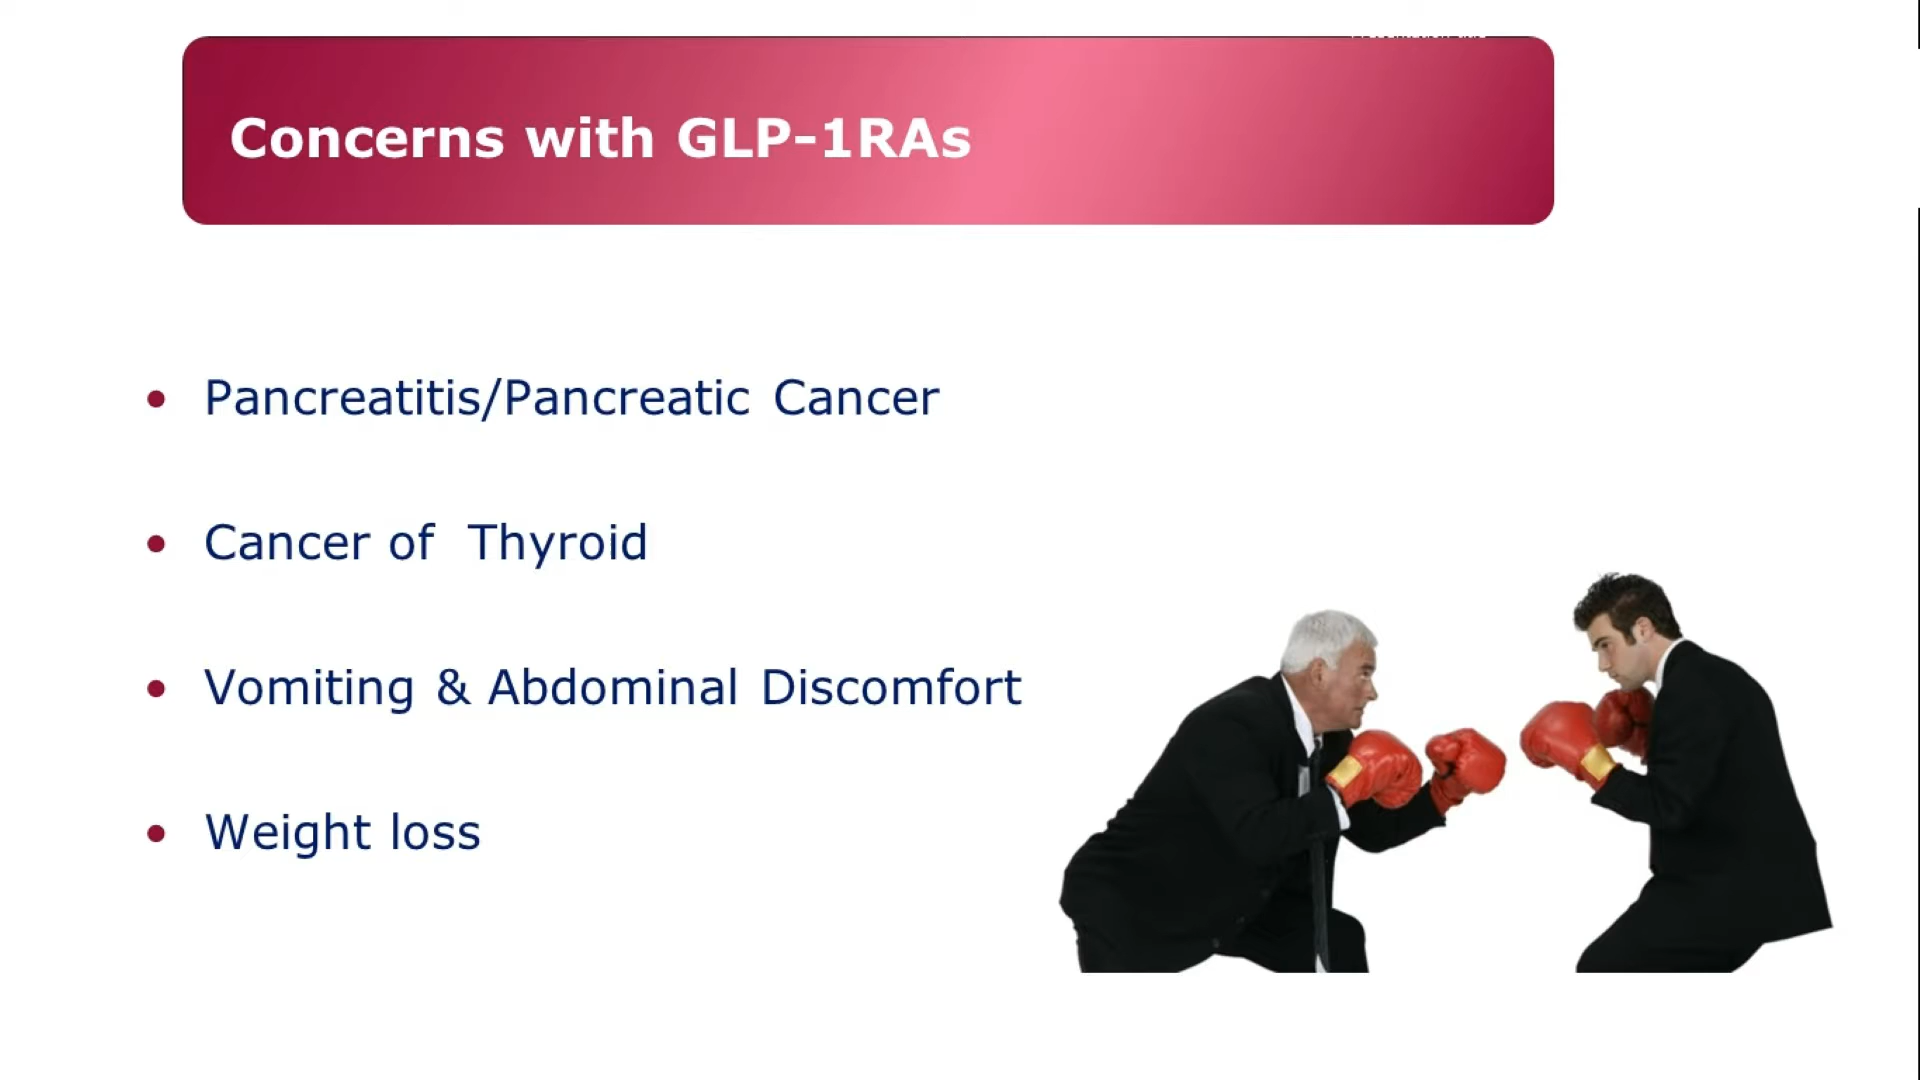 Concerns with GLP-1RAs
• Pancreatitis/Pancreatic Cancer
• Cancer of Thyroid
• Vomiting & Abdominal Discomfort
• Weight loss